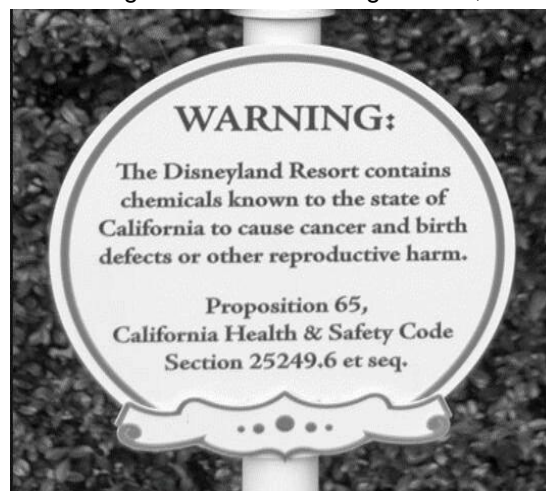 WARNING:
The Disneyland Resort contains
chemicals known to the state of
California to cause cancer and birth
defects or other reproductive harm.
Proposition 65,
California Health & Safety Code
Section 25249.6 et seq.